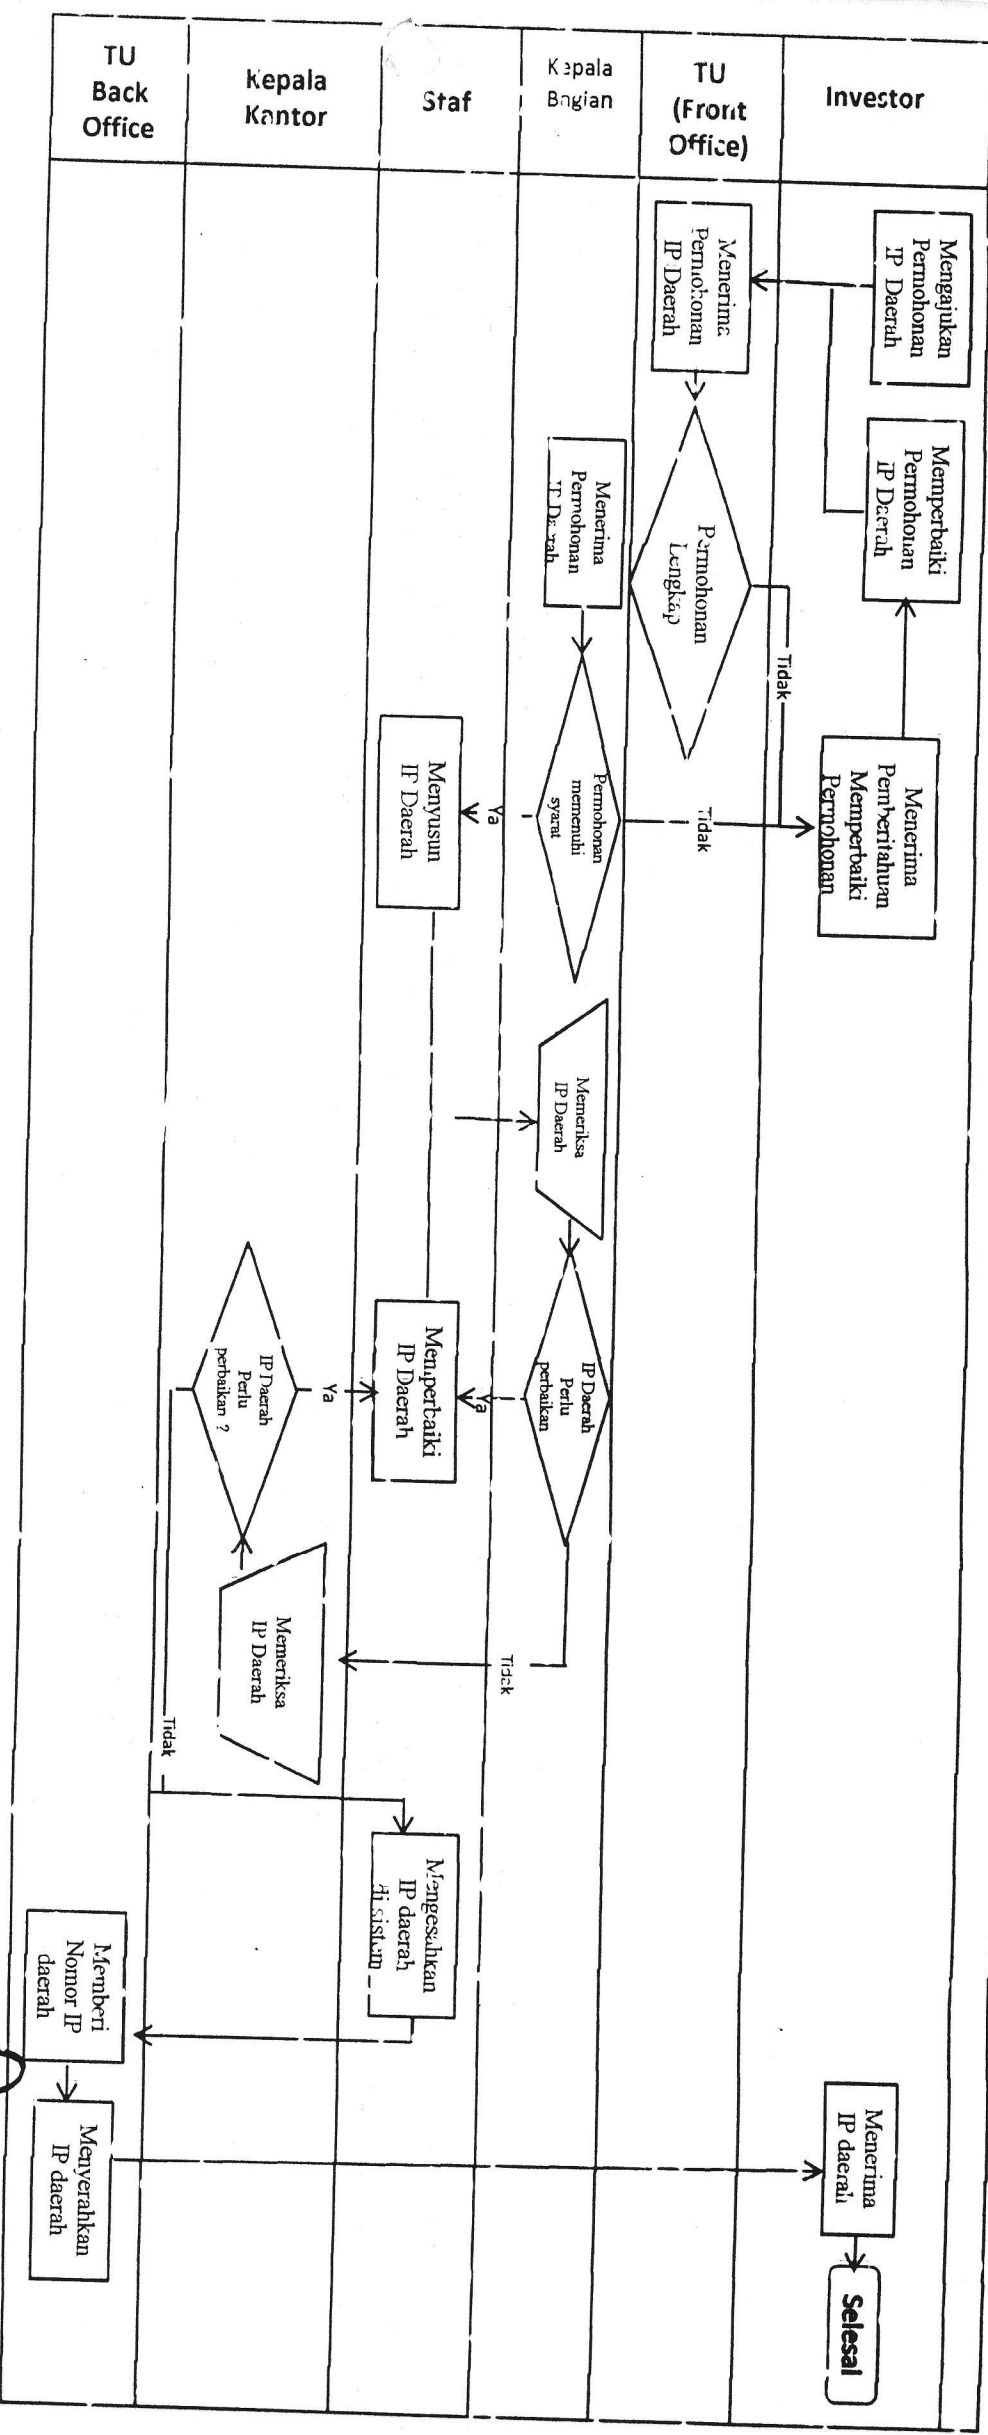 TU
Back
Office
Kepala
Kantor
Staf
Kepala
Bagian
TU
(Front
Office)
Investor
Mengajukan
Permohonan
IP Daerah
Memperbaiki
Permohonan
IP Daerah
Menerima
Pemberitahuan
Memperbaiki
Permohonan
Menerima
IP daerah
Selesai
Menerima
Permohonan
IP Daerah
Permohonan
Lengkap
Tidak
Tidak
Menerima
Permohonan
IP Daerah
Permohonan
memenuhi
syarat
Ya
Memeriksa
IP Daerah
IP Daerah
Perlu
perbaikan
Ya
Tidak
Menyusun
IP Daerah
Memperbaiki
IP Daerah
Mengesahkan
IP daerah
di sistem
Ya
IP Daerah
Perlu
perbaikan ?
Memeriksa
IP Daerah
Tidak
Memberi
Nomor IP
daerah
Menyerahkan
IP daerah